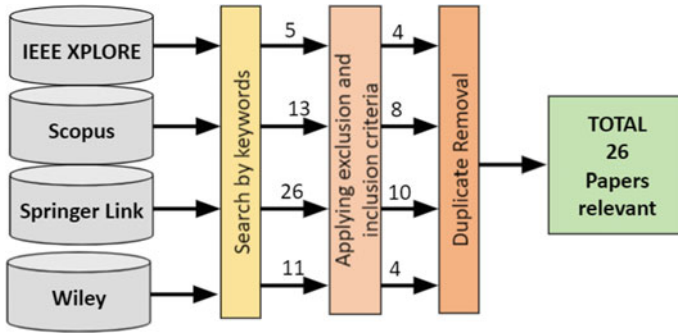 IEEE XPLORE
Scopus
Springer Link
Wiley
Search by keywords
5
13
26
11
Applying exclusion and
inclusion criteria
4
8
10
4
Duplicate Removal
TOTAL
26
Papers
relevant